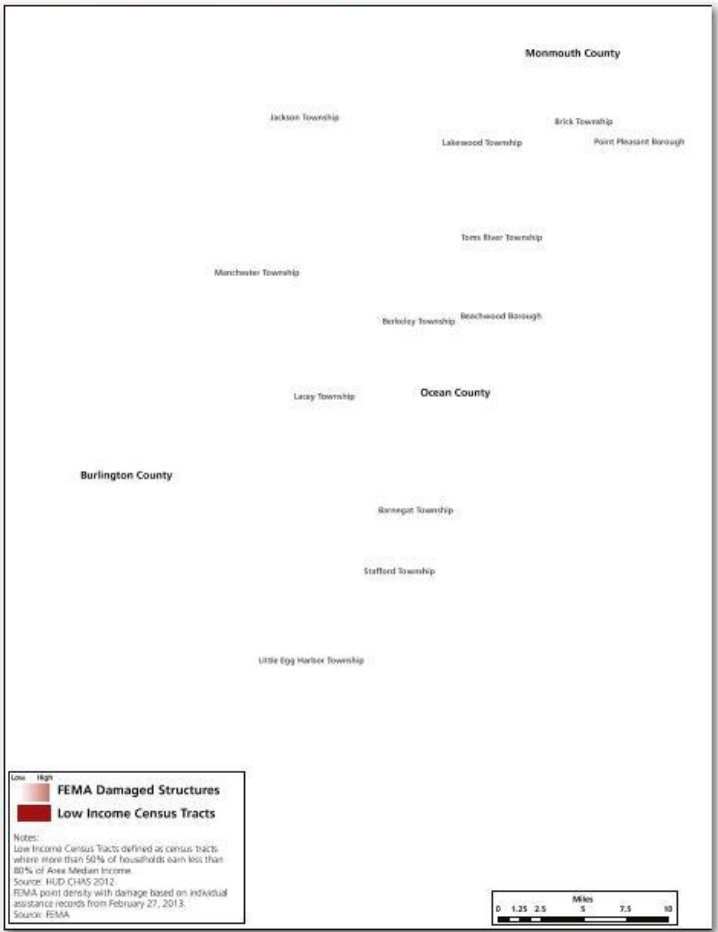 Monmouth County
Jackson Township
Brick Township
Lakewood Township
Point Pleasant Borough
Toms River Township
Manchester Township
Berkeley Township
Beachwood Borough
Lacey Township
Ocean County
Burlington County
Barnegat Township
Stafford Township
Little Egg Harbor Township
Low High
FEMA Damaged Structures
Low Income Census Tracts
Notes:
Low Income Census Tracts defined as census tracts
where more than 50% of households earn less than
80% of Area Median Income.
Source: HUD CHAS 2012
FEMA point density with damage based on individual
assistance records from February 27, 2013.
Source: FEMA
Miles
0 1.25 2.5 5 7.5 10